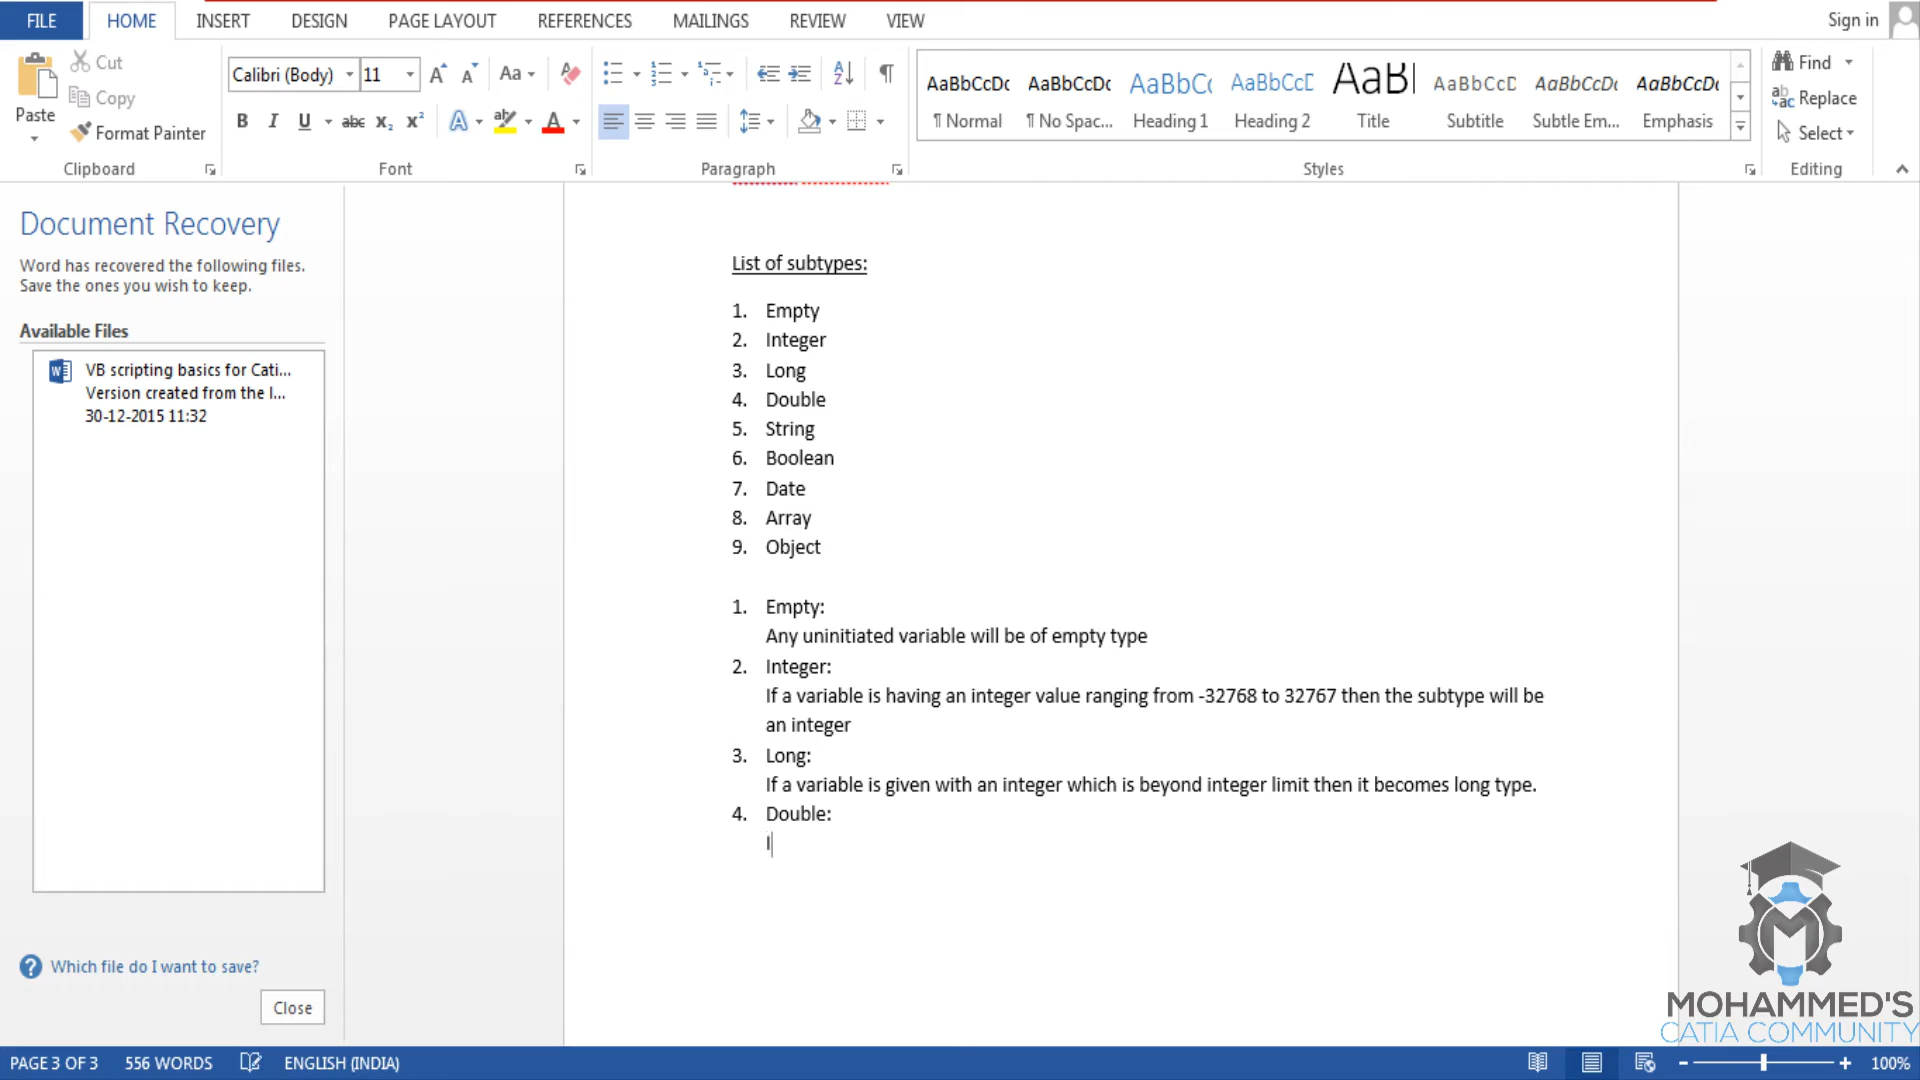 FILE HOME INSERT DESIGN PAGE LAYOUT REFERENCES MAILINGS REVIEW VIEW Sign in
Paste
Cut
Copy
Format Painter
Clipboard
Calibri (Body) 11
Font
Paragraph
AaBbCcDc AaBbCcDc AaBbC AaBbCcD AaB AaBbCcD AaBbCcDc AaBbCcDc
¶ Normal ¶ No Spac... Heading 1 Heading 2 Title Subtitle Subtle Em... Emphasis
Styles
Find
Replace
Select
Editing
Document Recovery
Word has recovered the following files.
Save the ones you wish to keep.
Available Files
VB scripting basics for Cati...
Version created from the l...
30-12-2015 11:32
Which file do I want to save?
Close
List of subtypes:
1. Empty
2. Integer
3. Long
4. Double
5. String
6. Boolean
7. Date
8. Array
9. Object
1. Empty:
Any uninitiated variable will be of empty type
2. Integer:
If a variable is having an integer value ranging from -32768 to 32767 then the subtype will be
an integer
3. Long:
If a variable is given with an integer which is beyond integer limit then it becomes long type.
4. Double:
I
MOHAMMED'S
CATIA COMMUNITY
PAGE 3 OF 3 556 WORDS ENGLISH (INDIA) 100%